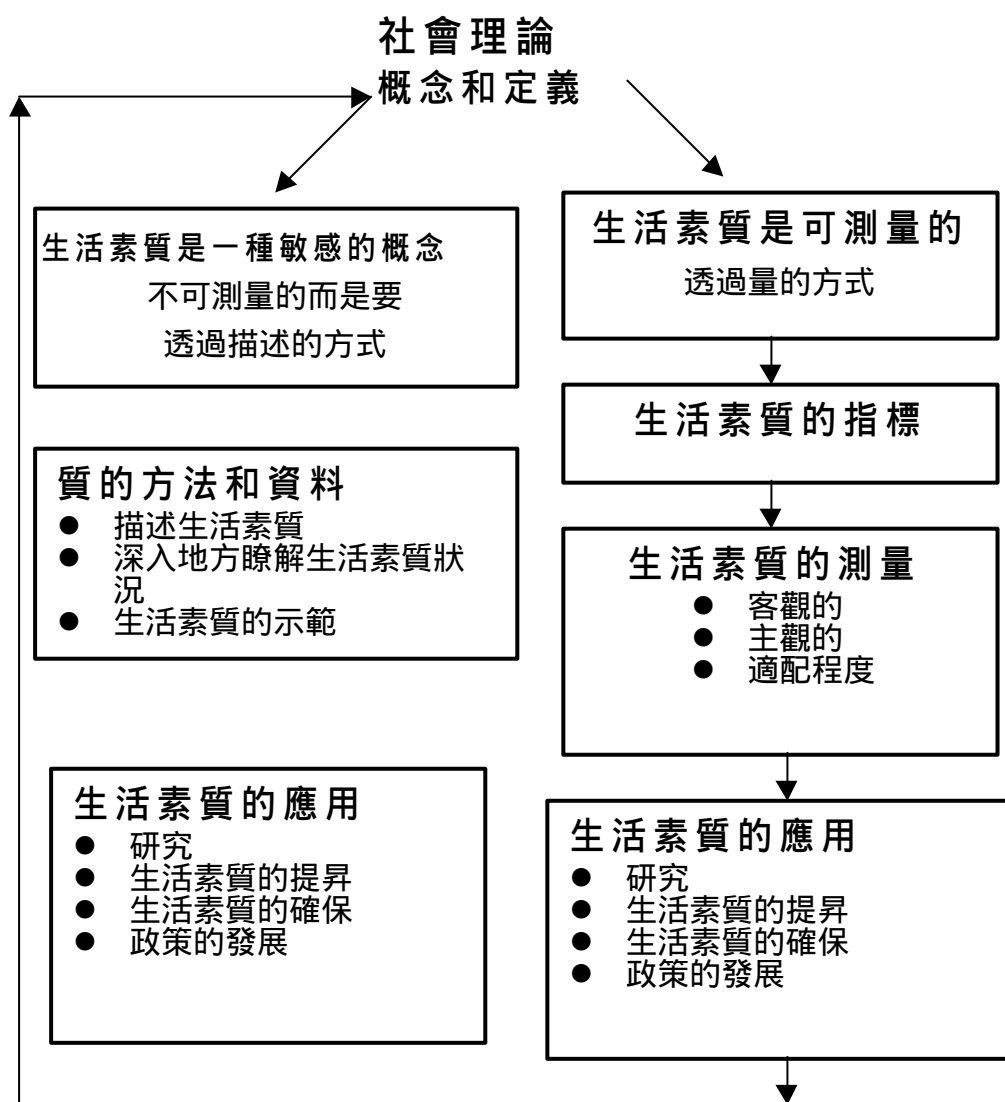 社會理論
概念和定義
生活素質是一種敏感的概念
不可測量的而是要
透過描述的方式
質的方法和資料
● 描述生活素質
● 深入地方瞭解生活素質狀
況
● 生活素質的示範
生活素質的應用
● 研究
● 生活素質的提昇
● 生活素質的確保
● 政策的發展
生活素質是可測量的
透過量的方式
生活素質的指標
生活素質的測量
● 客觀的
● 主觀的
● 適配程度
生活素質的應用
● 研究
● 生活素質的提昇
● 生活素質的確保
● 政策的發展